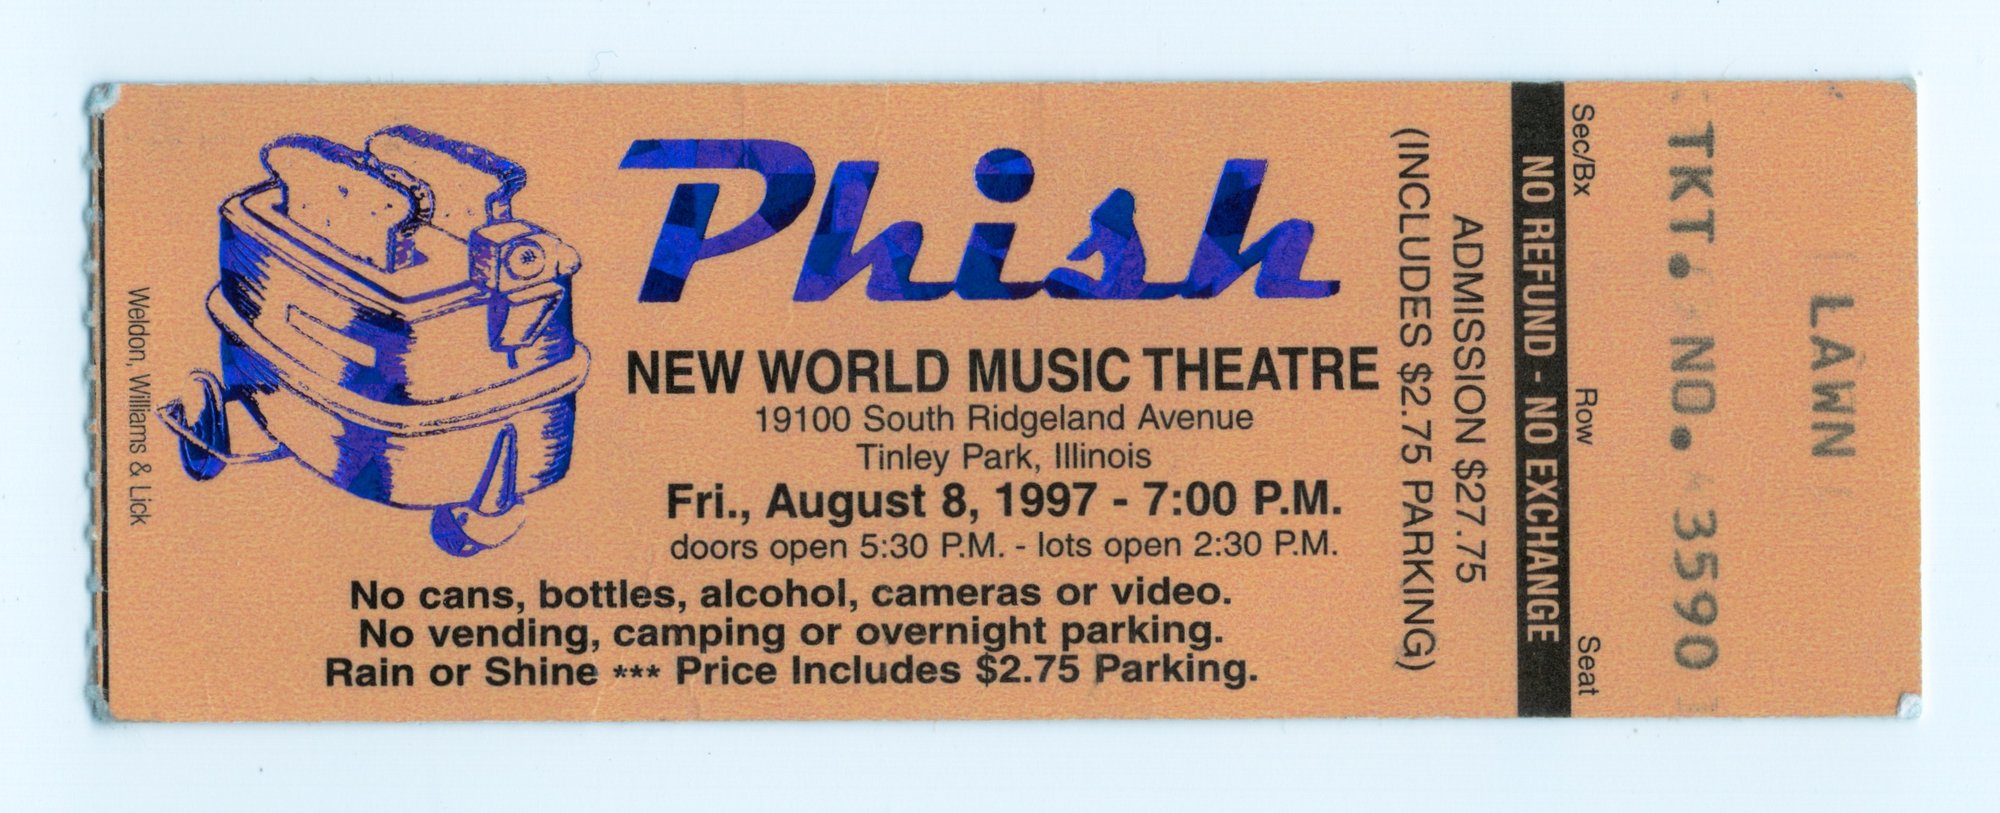 Phish
NEW WORLD MUSIC THEATRE
19100 South Ridgeland Avenue
Tinley Park, Illinois
Fri., August 8, 1997 - 7:00 P.M.
doors open 5:30 P.M. - lots open 2:30 P.M.
No cans, bottles, alcohol, cameras or video.
No vending, camping or overnight parking.
Rain or Shine *** Price Includes $2.75 Parking.
Weldon, Williams & Lick
ADMISSION $27.75
(INCLUDES $2.75 PARKING)
NO REFUND - NO EXCHANGE
Sec/Bx Row Seat
LAWN
TKT. NO. 3590